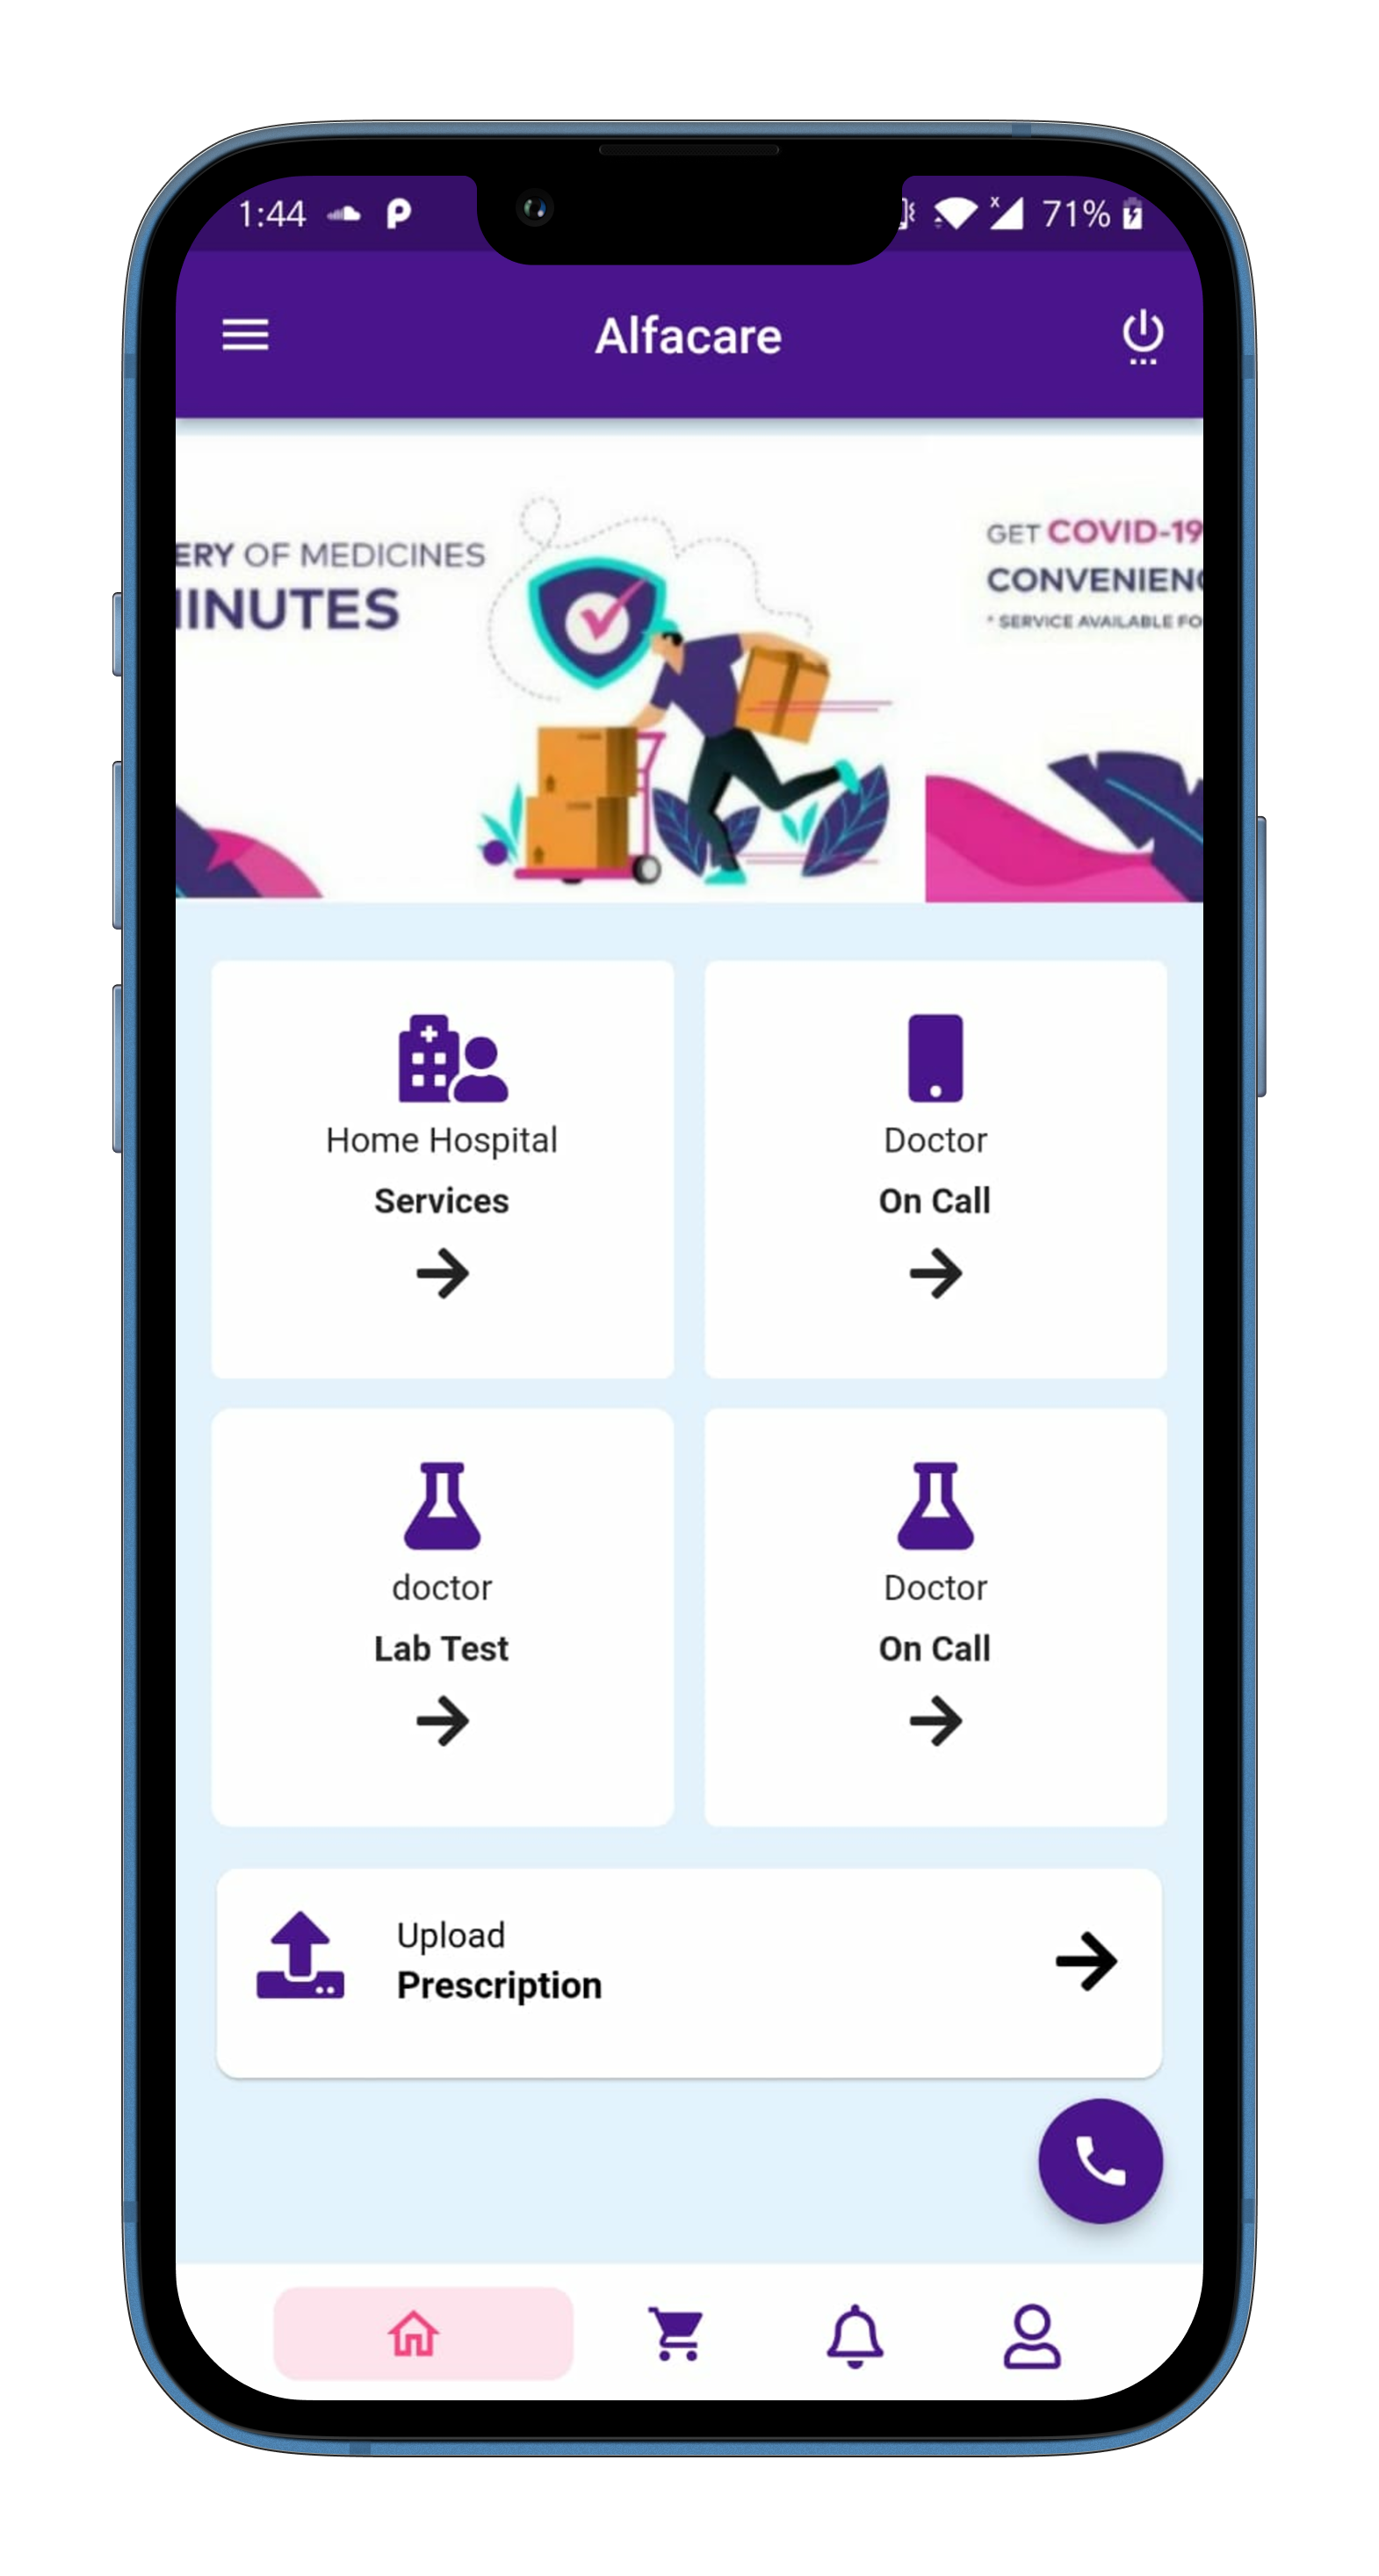 1:44
71%
Alfacare
ERY OF MEDICINES
INUTES
GET COVID-19
CONVENIENC
* SERVICE AVAILABLE FO
Home Hospital
Services
Doctor
On Call
doctor
Lab Test
Doctor
On Call
Upload
Prescription